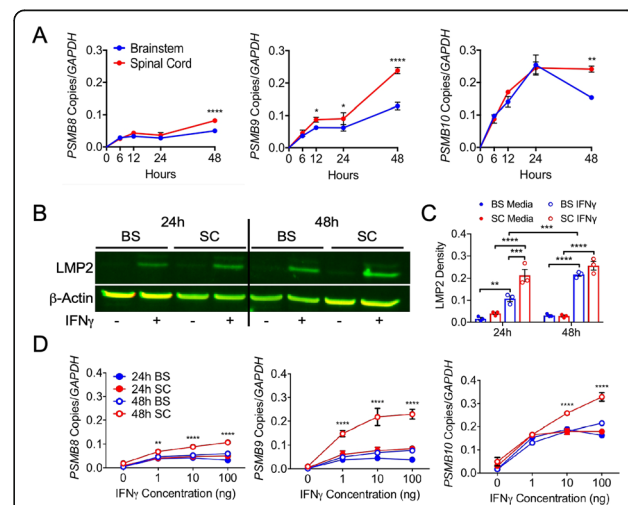 A
Brainstem
Spinal Cord
PSMB8 Copies/GAPDH
0.3
0.2
0.1
0.0
0 6 12 24 48
Hours
****
PSMB9 Copies/GAPDH
0.3
0.2
0.1
0.0
0 6 12 24 48
Hours
* * ****
PSMB10 Copies/GAPDH
0.3
0.2
0.1
0.0
0 6 12 24 48
Hours
**
B
24h 48h
BS SC BS SC
LMP2
β-Actin
IFNγ - + - + - + - +
C
BS Media BS IFNγ
SC Media SC IFNγ
LMP2 Density
0.4
0.3
0.2
0.1
0.0
24h 48h
***
****
***
**
****
****
D
24h BS
24h SC
48h BS
48h SC
PSMB8 Copies/GAPDH
0.4
0.3
0.2
0.1
0.0
0 1 10 100
IFNγ Concentration (ng)
** **** ****
PSMB9 Copies/GAPDH
0.3
0.2
0.1
0.0
0 1 10 100
IFNγ Concentration (ng)
**** **** ****
PSMB10 Copies/GAPDH
0.4
0.3
0.2
0.1
0.0
0 1 10 100
IFNγ Concentration (ng)
**** ****